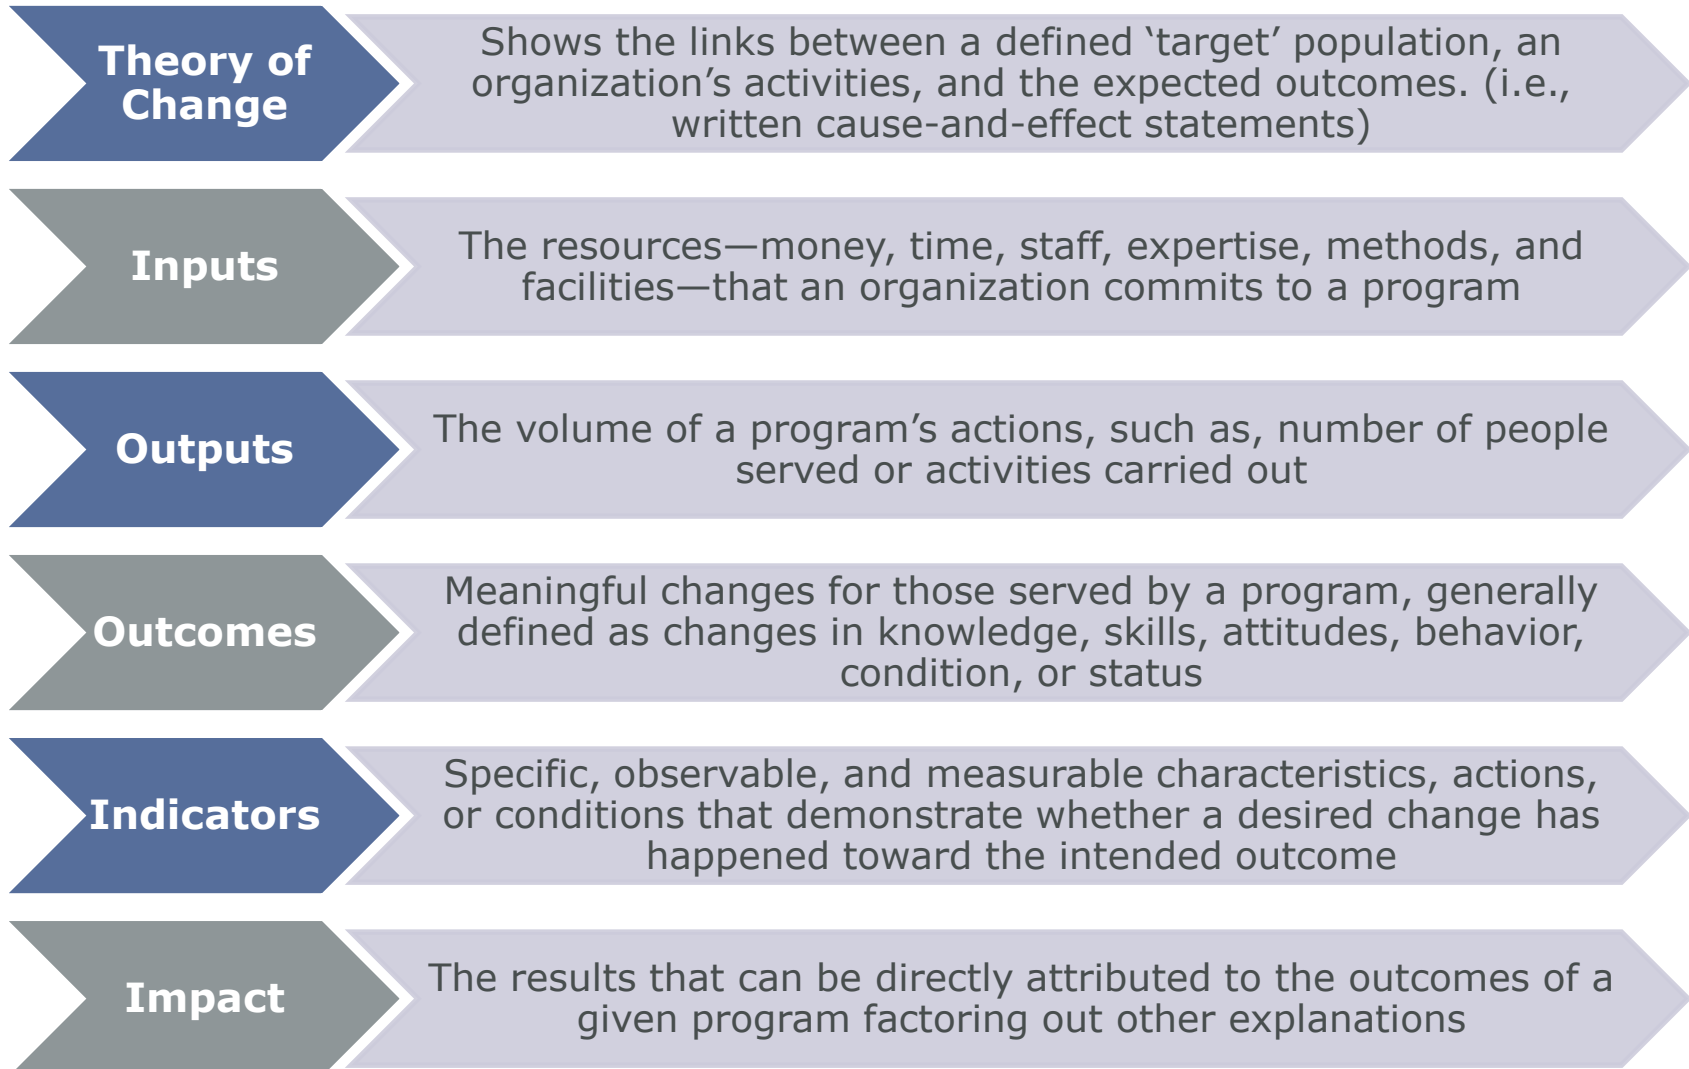 Theory of
Change
Shows the links between a defined ‘target’ population, an
organization’s activities, and the expected outcomes. (i.e.,
written cause-and-effect statements)
Inputs
The resources—money, time, staff, expertise, methods, and
facilities—that an organization commits to a program
Outputs
The volume of a program’s actions, such as, number of people
served or activities carried out
Outcomes
Meaningful changes for those served by a program, generally
defined as changes in knowledge, skills, attitudes, behavior,
condition, or status
Indicators
Specific, observable, and measurable characteristics, actions,
or conditions that demonstrate whether a desired change has
happened toward the intended outcome
Impact
The results that can be directly attributed to the outcomes of a
given program factoring out other explanations